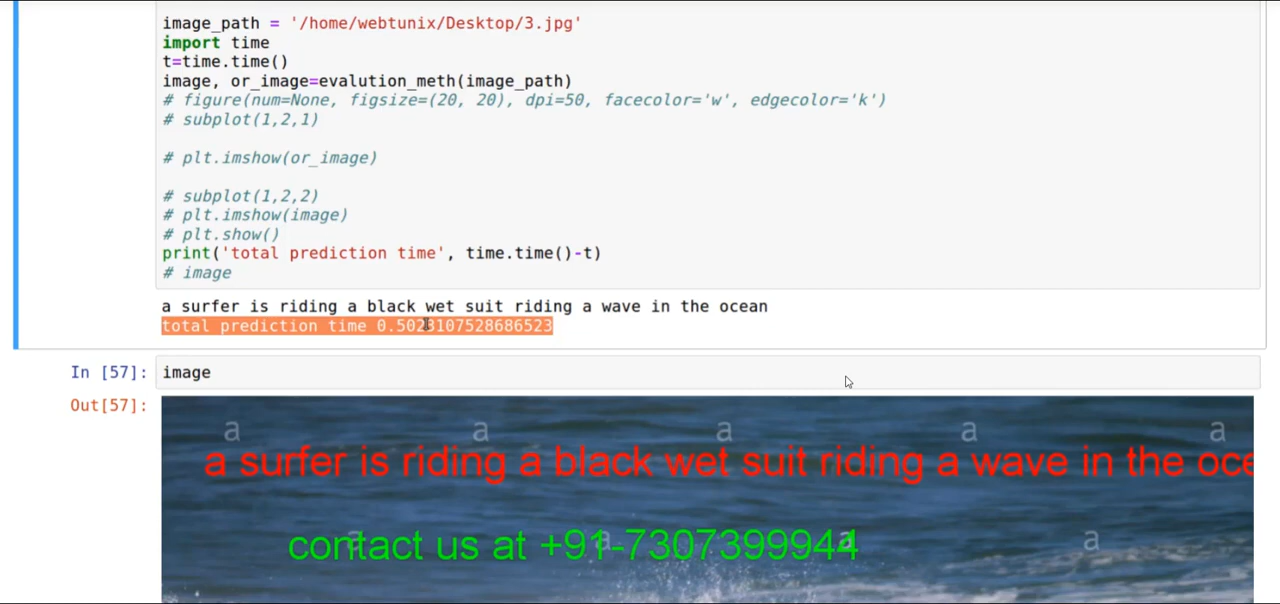 image_path = '/home/webtunix/Desktop/3.jpg'
import time
t=time.time()
image, or_image=evalution_meth(image_path)
# figure(num=None, figsize=(20, 20), dpi=50, facecolor='w', edgecolor='k')
# subplot(1,2,1)
# plt.imshow(or_image)
# subplot(1,2,2)
# plt.imshow(image)
# plt.show()
print('total prediction time', time.time()-t)
# image
a surfer is riding a black wet suit riding a wave in the ocean
total prediction time 0.5023107528686523
In [57]: image
Out[57]:
a a a a a
a surfer is riding a black wet suit riding a wave in the oce
contact us at +91-7307399944
a a a a